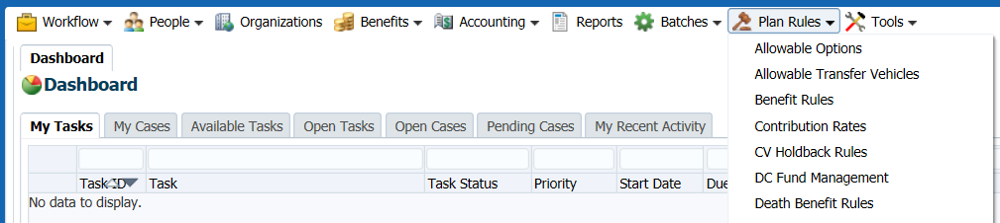 Workflow People Organizations Benefits Accounting Reports Batches Plan Rules Tools
Allowable Options
Allowable Transfer Vehicles
Benefit Rules
Contribution Rates
CV Holdback Rules
DC Fund Management
Death Benefit Rules
Dashboard
Dashboard
My Tasks My Cases Available Tasks Open Tasks Open Cases Pending Cases My Recent Activity
Task ID Task Task Status Priority Start Date Due
No data to display.